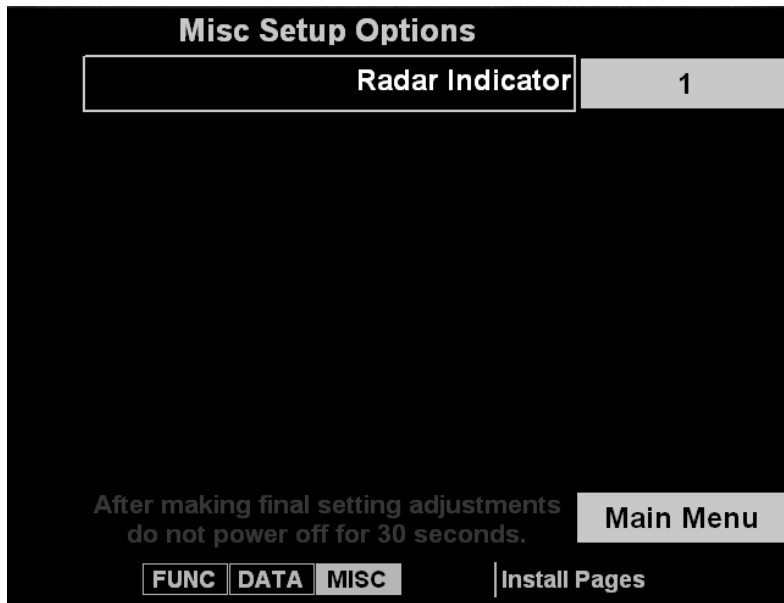 Misc Setup Options
Radar Indicator 1
After making final setting adjustments
do not power off for 30 seconds.
Main Menu
FUNC DATA MISC Install Pages